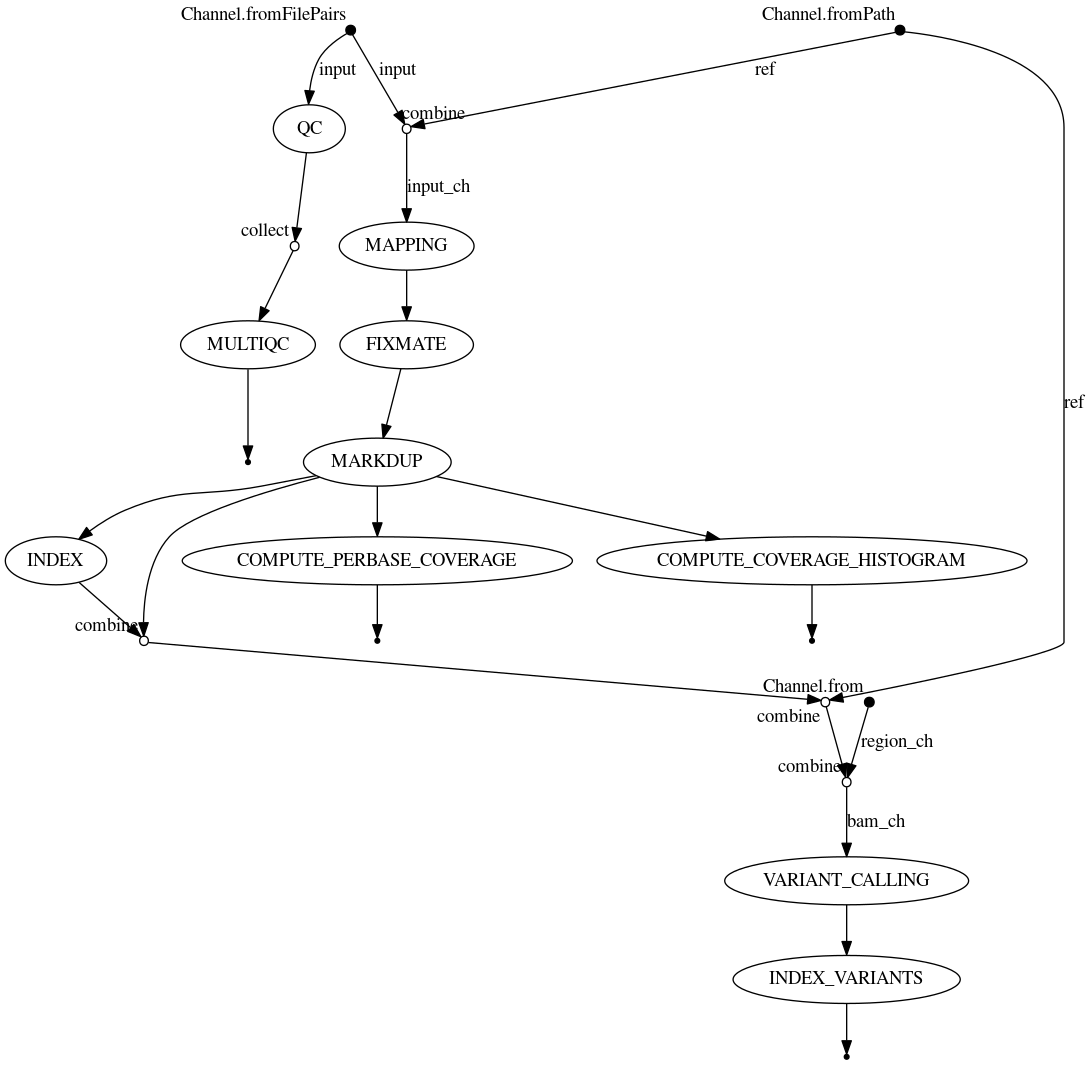 Channel.fromFilePairs
Channel.fromPath
input
input
ref
combine
QC
input_ch
collect
MAPPING
MULTIQC
FIXMATE
ref
MARKDUP
INDEX
COMPUTE_PERBASE_COVERAGE
COMPUTE_COVERAGE_HISTOGRAM
combine
Channel.from
combine
region_ch
combine
bam_ch
VARIANT_CALLING
INDEX_VARIANTS